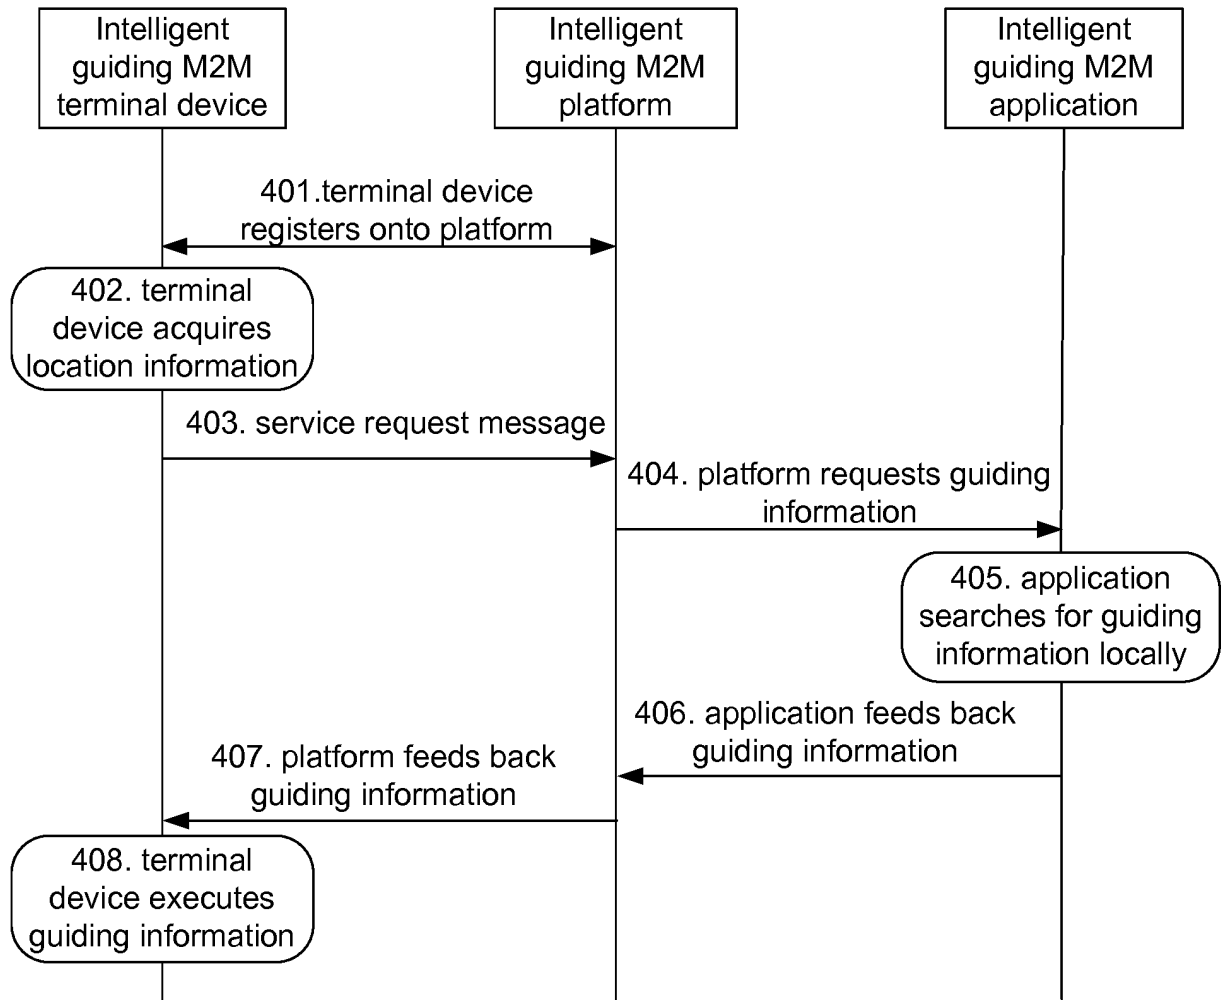 Intelligent
guiding M2M
terminal device
Intelligent
guiding M2M
platform
Intelligent
guiding M2M
application
401.terminal device
registers onto platform
402. terminal
device acquires
location information
403. service request message
404. platform requests guiding
information
405. application
searches for guiding
information locally
406. application feeds back
guiding information
407. platform feeds back
guiding information
408. terminal
device executes
guiding information